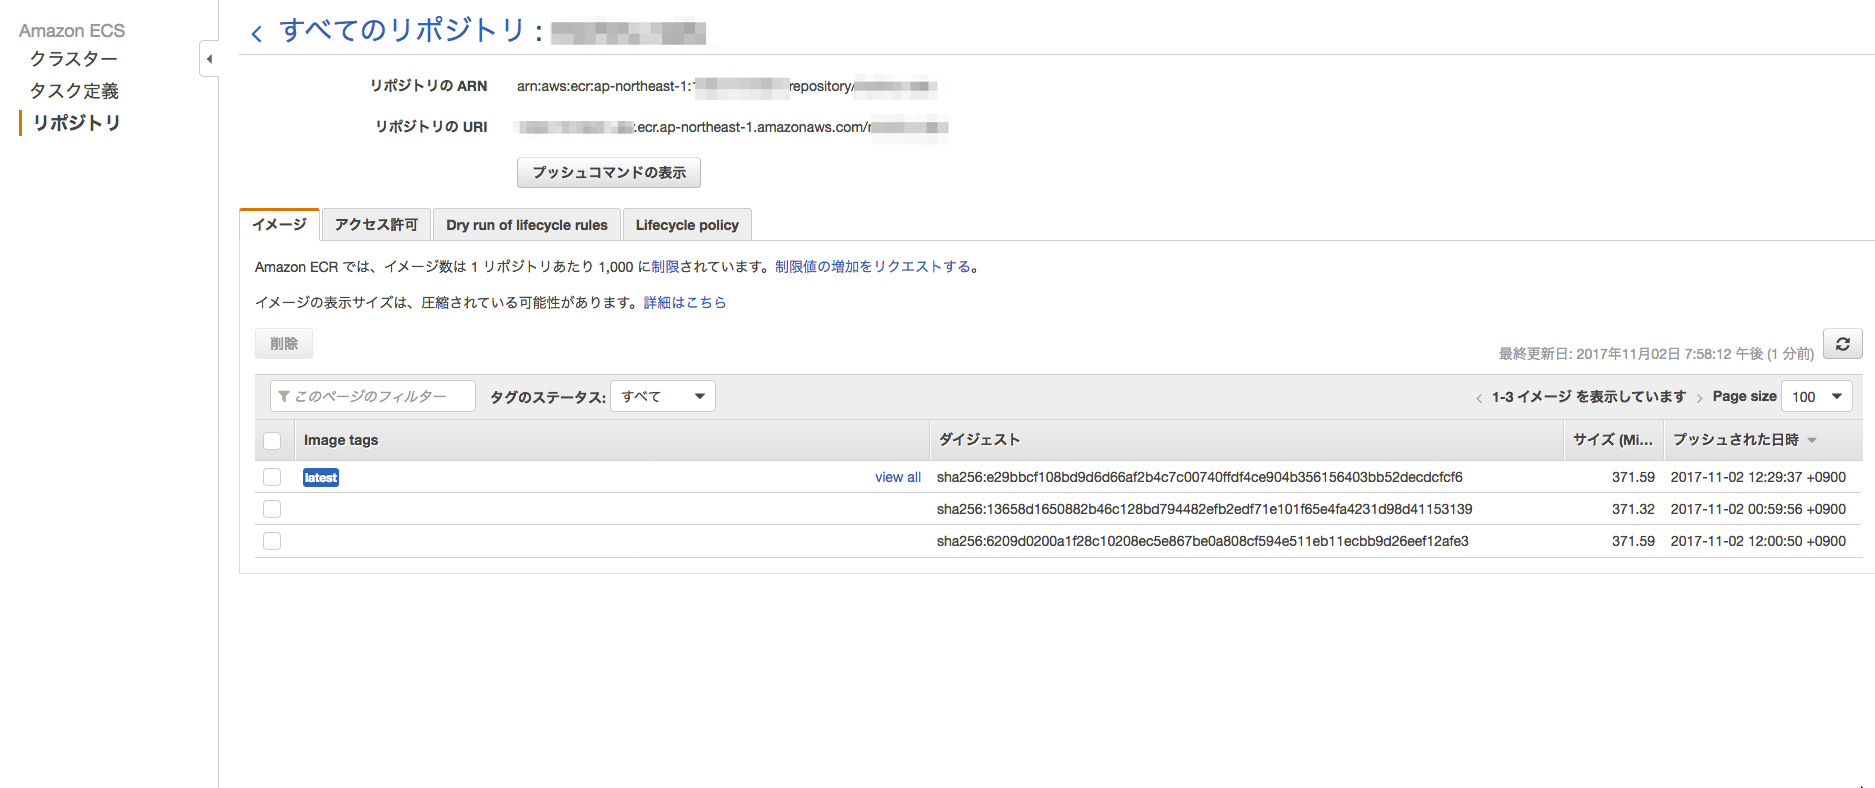 Amazon ECS
クラスター
タスク定義
リポジトリ
すべてのリポジトリ :
リポジトリの ARN arn:aws:ecr:ap-northeast-1: repository/
リポジトリの URI .ecr.ap-northeast-1.amazonaws.com/
プッシュコマンドの表示
イメージ アクセス許可 Dry run of lifecycle rules Lifecycle policy
Amazon ECR では、イメージ数は 1 リポジトリあたり 1,000 に制限されています。制限値の増加をリクエストする。
イメージの表示サイズは、圧縮されている可能性があります。詳細はこちら
削除
最終更新日: 2017年11月02日 7:58:12 午後 (1 分前)
このページのフィルター タグのステータス: すべて 1-3 イメージ を表示しています Page size 100
Image tags ダイジェスト サイズ (Mi... プッシュされた日時
latest view all sha256:e29bbcf108bd9d6d66af2b4c7c00740ffdf4ce904b356156403bb52decdcfcf6 371.59 2017-11-02 12:29:37 +0900
sha256:13658d1650882b46c128bd794482efb2edf71e101f65e4fa4231d98d41153139 371.32 2017-11-02 00:59:56 +0900
sha256:6209d0200a1f28c10208ec5e867be0a808cf594e511eb11ecbb9d26eef12afe3 371.59 2017-11-02 12:00:50 +0900